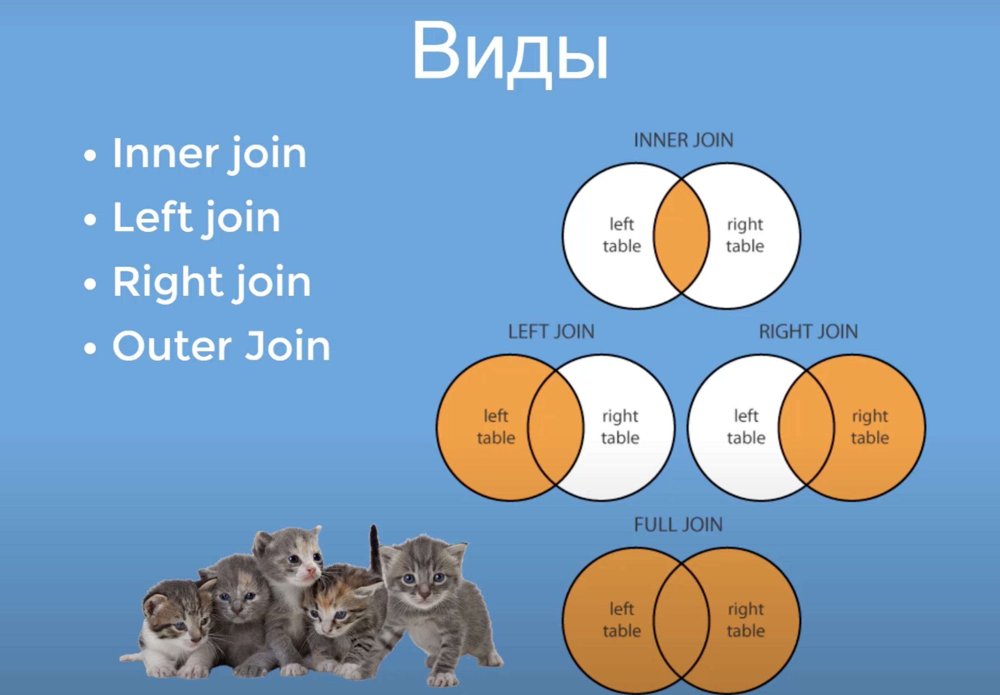 Виды
• Inner join
• Left join
• Right join
• Outer Join
INNER JOIN
left
table
right
table
LEFT JOIN
left
table
right
table
RIGHT JOIN
left
table
right
table
FULL JOIN
left
table
right
table